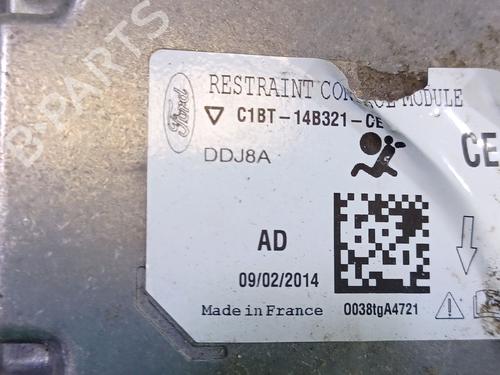 B-PARTS
Ford
RESTRAINT CONTROL MODULE
C1BT-14B321-CE
CE
DDJ8A
AD
09/02/2014
Made in France
0038tgA4721